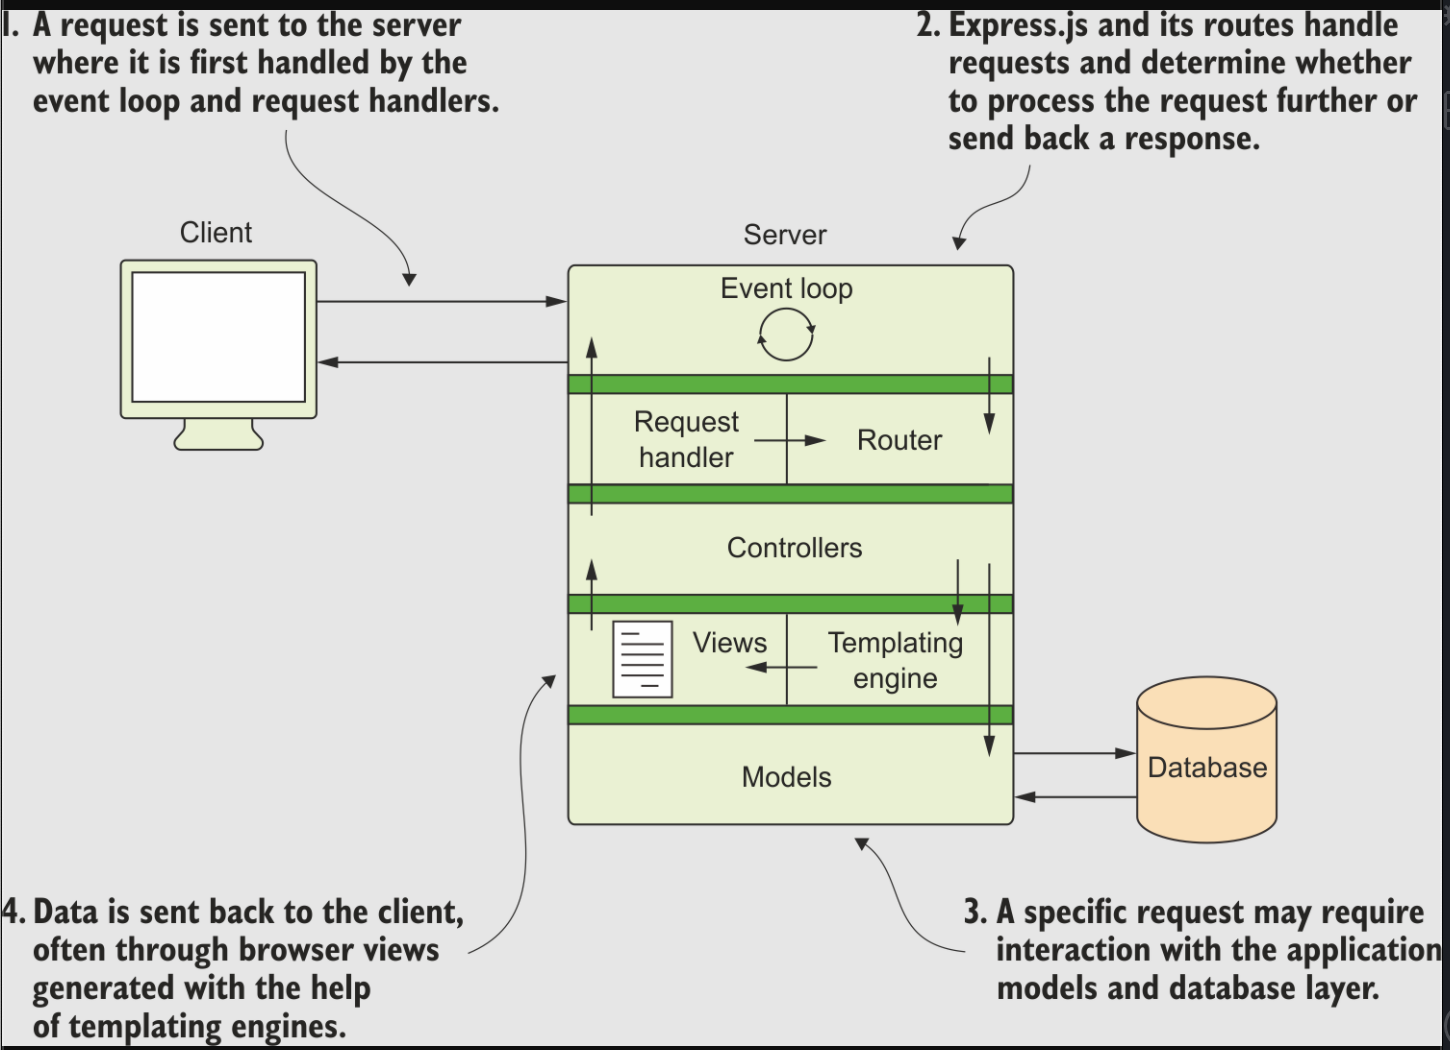 1. A request is sent to the server
where it is first handled by the
event loop and request handlers.
2. Express.js and its routes handle
requests and determine whether
to process the request further or
send back a response.
Client
Server
Event loop
Request
handler
Router
Controllers
Views
Templating
engine
Models
Database
3. A specific request may require
interaction with the application
models and database layer.
4. Data is sent back to the client,
often through browser views
generated with the help
of templating engines.